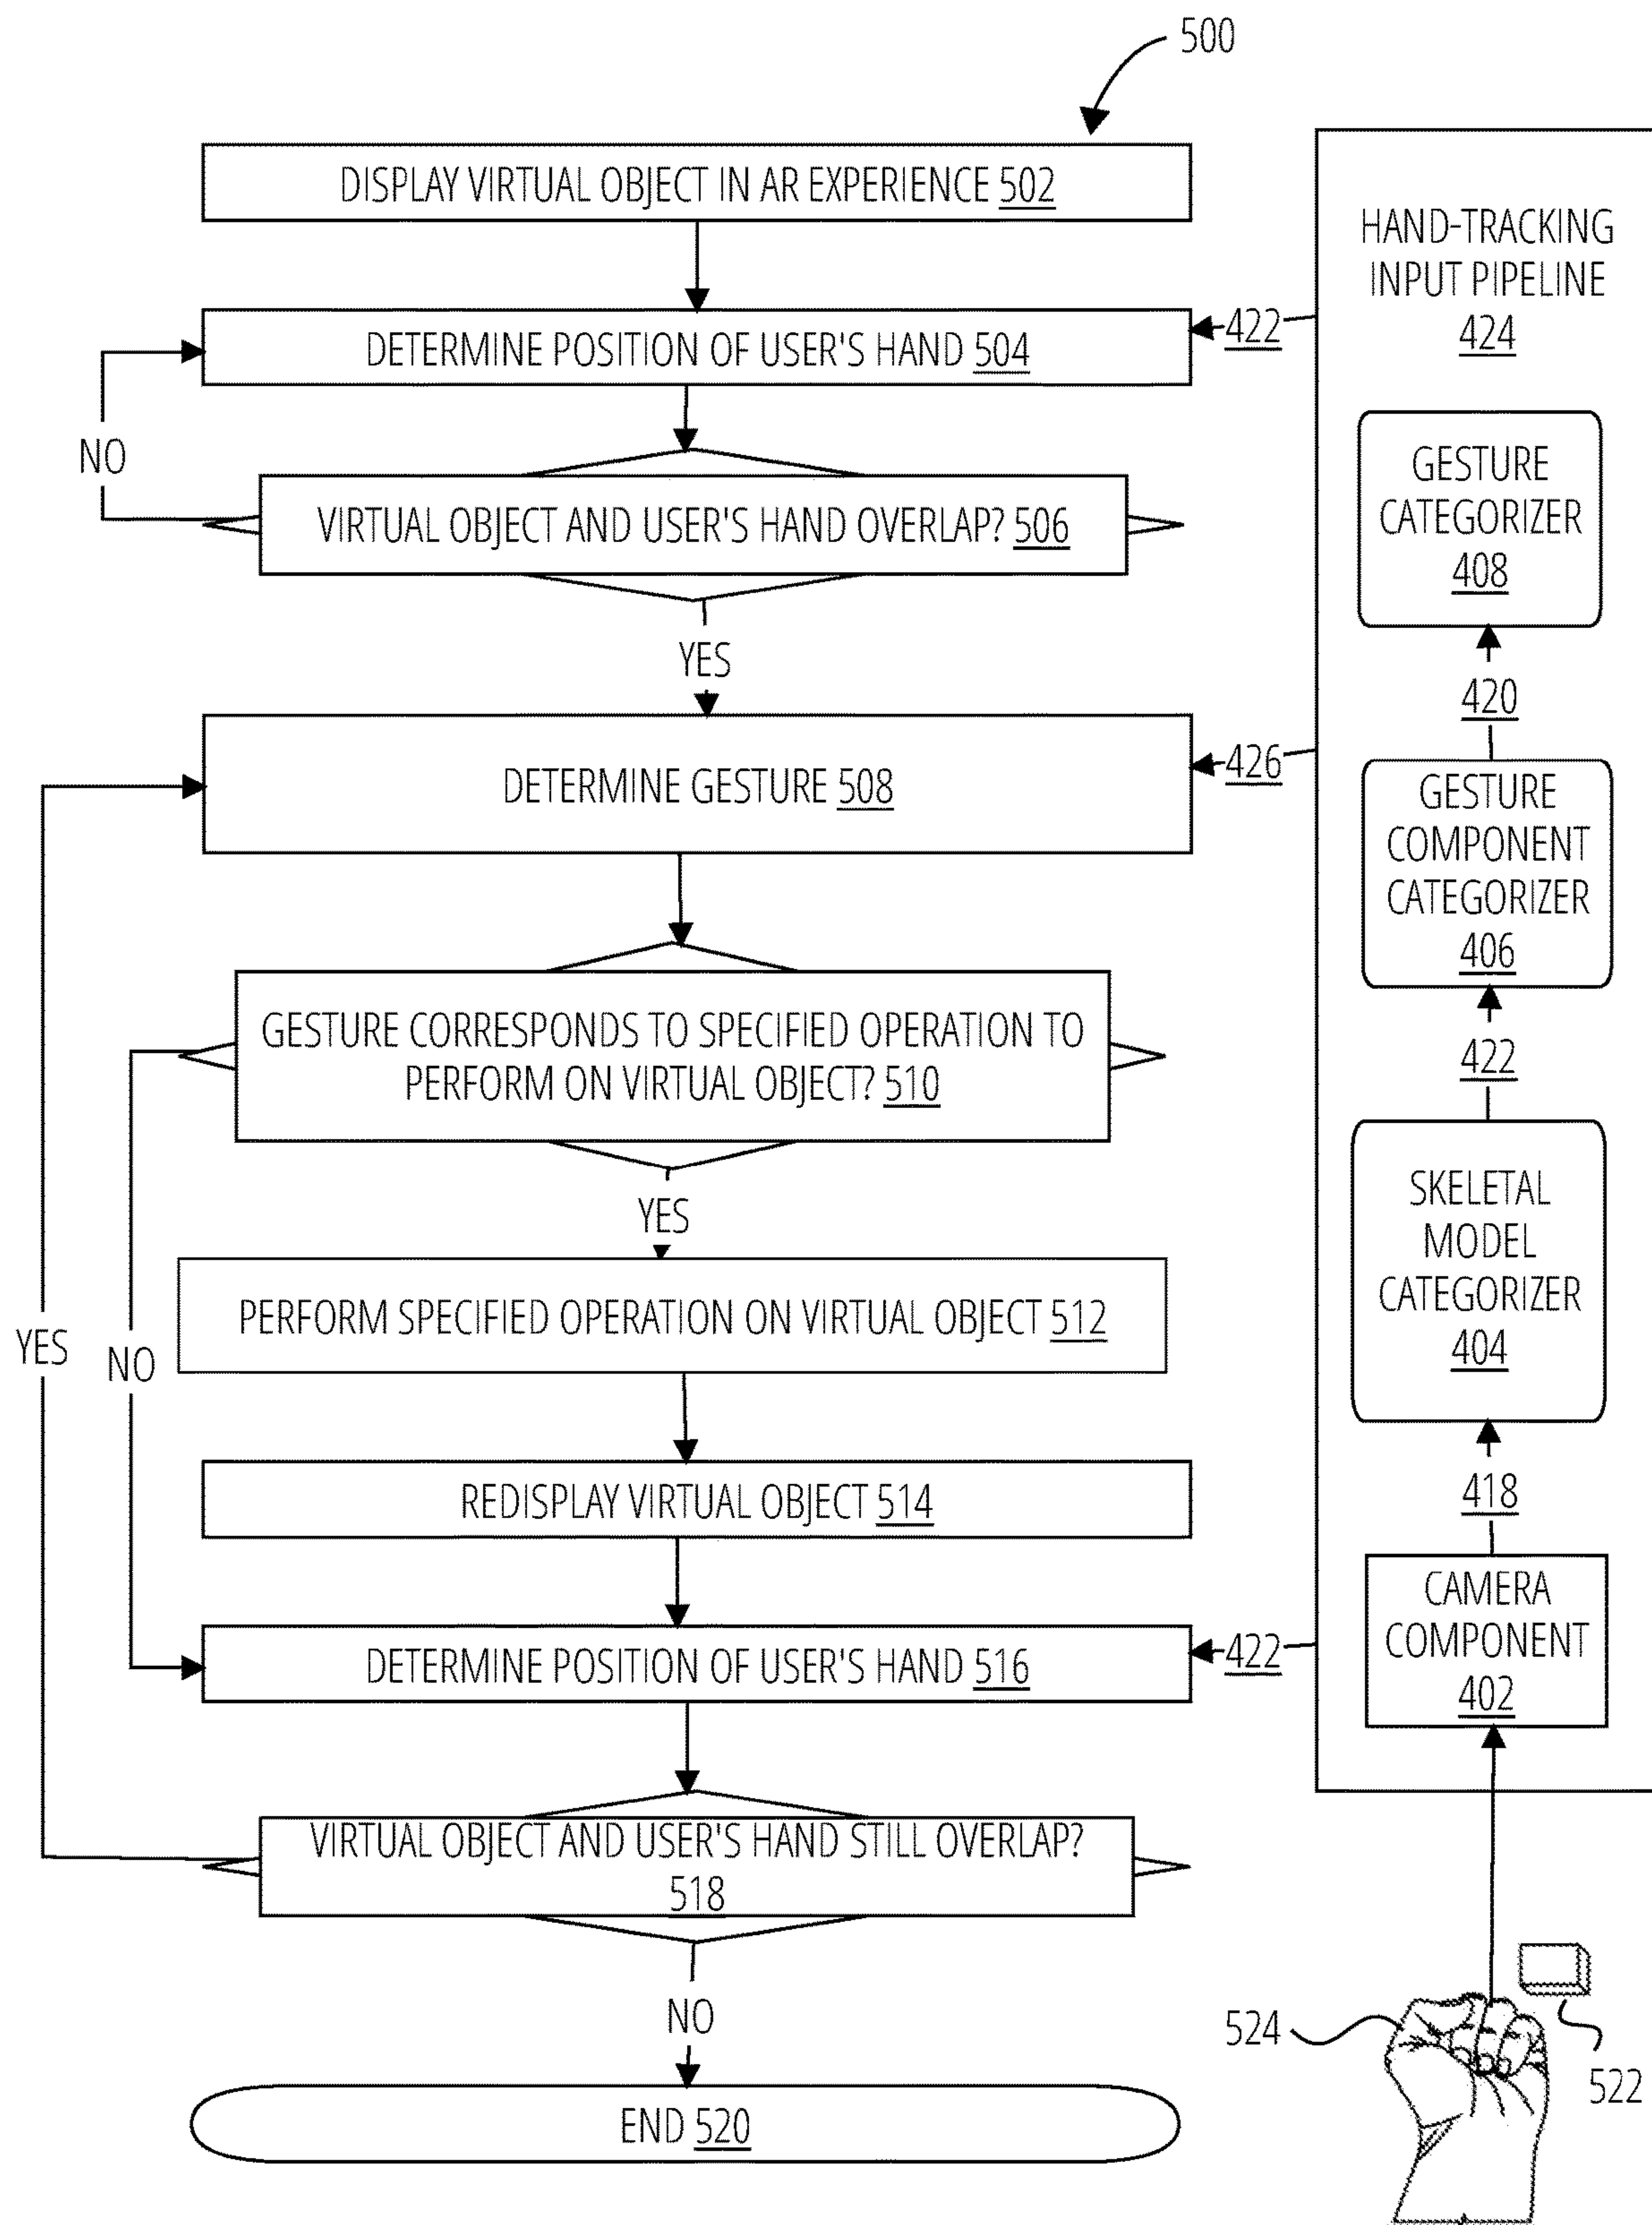 500
DISPLAY VIRTUAL OBJECT IN AR EXPERIENCE 502
DETERMINE POSITION OF USER'S HAND 504
422
NO
VIRTUAL OBJECT AND USER'S HAND OVERLAP? 506
YES
DETERMINE GESTURE 508
426
GESTURE CORRESPONDS TO SPECIFIED OPERATION TO
PERFORM ON VIRTUAL OBJECT? 510
YES
PERFORM SPECIFIED OPERATION ON VIRTUAL OBJECT 512
YES
NO
REDISPLAY VIRTUAL OBJECT 514
DETERMINE POSITION OF USER'S HAND 516
422
VIRTUAL OBJECT AND USER'S HAND STILL OVERLAP?
518
NO
END 520
HAND-TRACKING
INPUT PIPELINE
424
GESTURE
CATEGORIZER
408
420
GESTURE
COMPONENT
CATEGORIZER
406
422
SKELETAL
MODEL
CATEGORIZER
404
418
CAMERA
COMPONENT
402
524
522